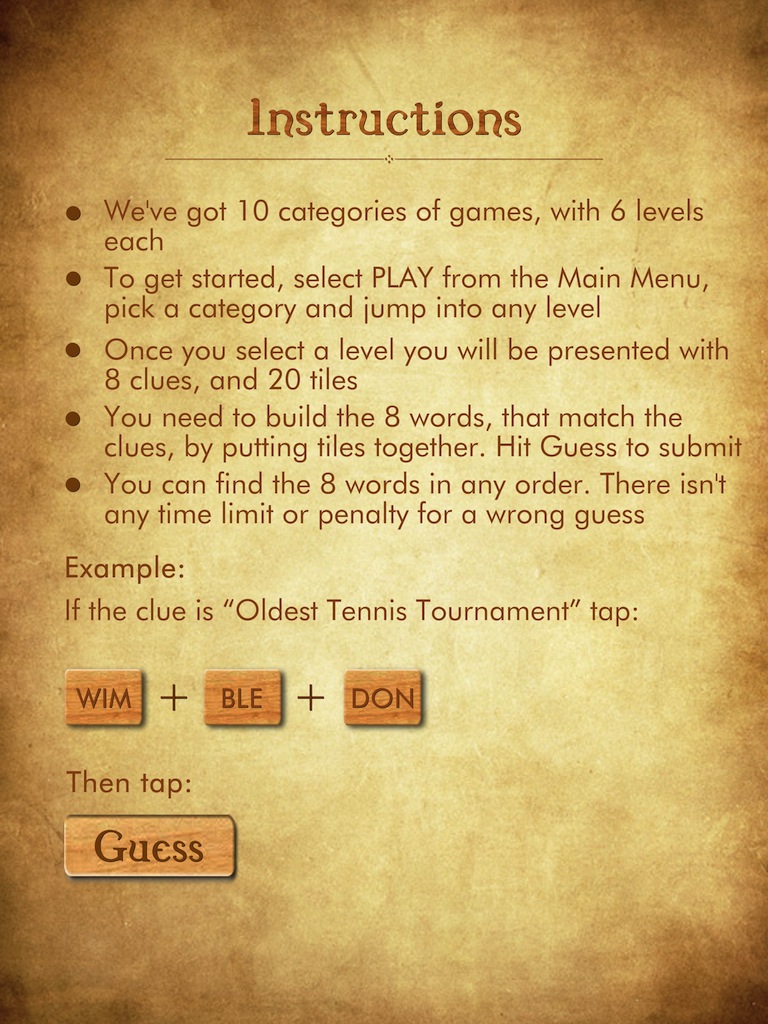 Instructions
• We've got 10 categories of games, with 6 levels
each
• To get started, select PLAY from the Main Menu,
pick a category and jump into any level
• Once you select a level you will be presented with
8 clues, and 20 tiles
• You need to build the 8 words, that match the
clues, by putting tiles together. Hit Guess to submit
• You can find the 8 words in any order. There isn't
any time limit or penalty for a wrong guess
Example:
If the clue is “Oldest Tennis Tournament” tap:
WIM + BLE + DON
Then tap:
Guess